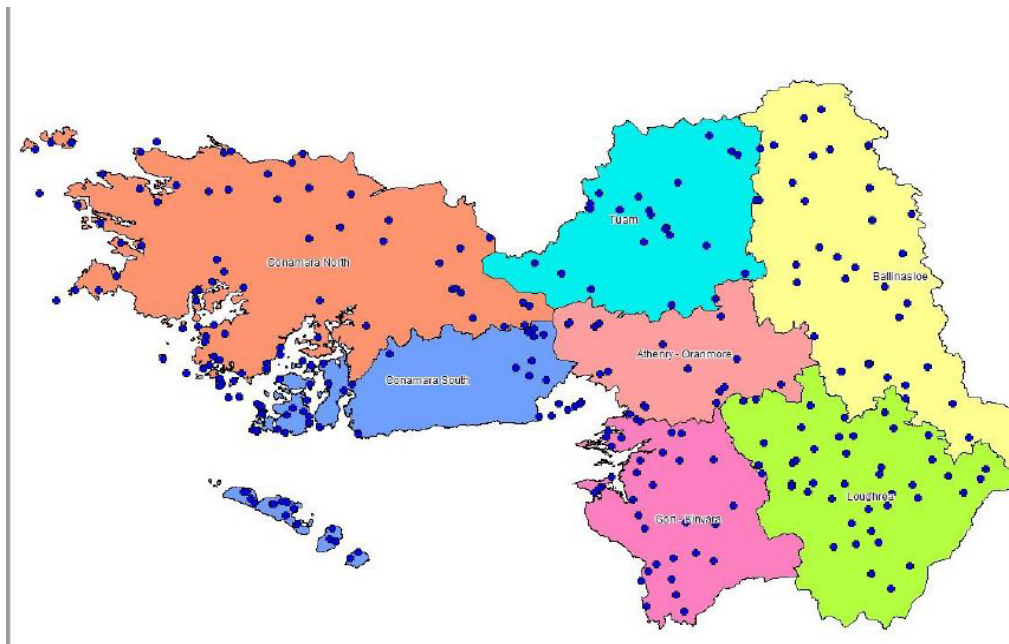 Tuam
Conamara North
Ballinasloe
Athenry - Oranmore
Conamara South
Loughrea
Gort - Kinvara